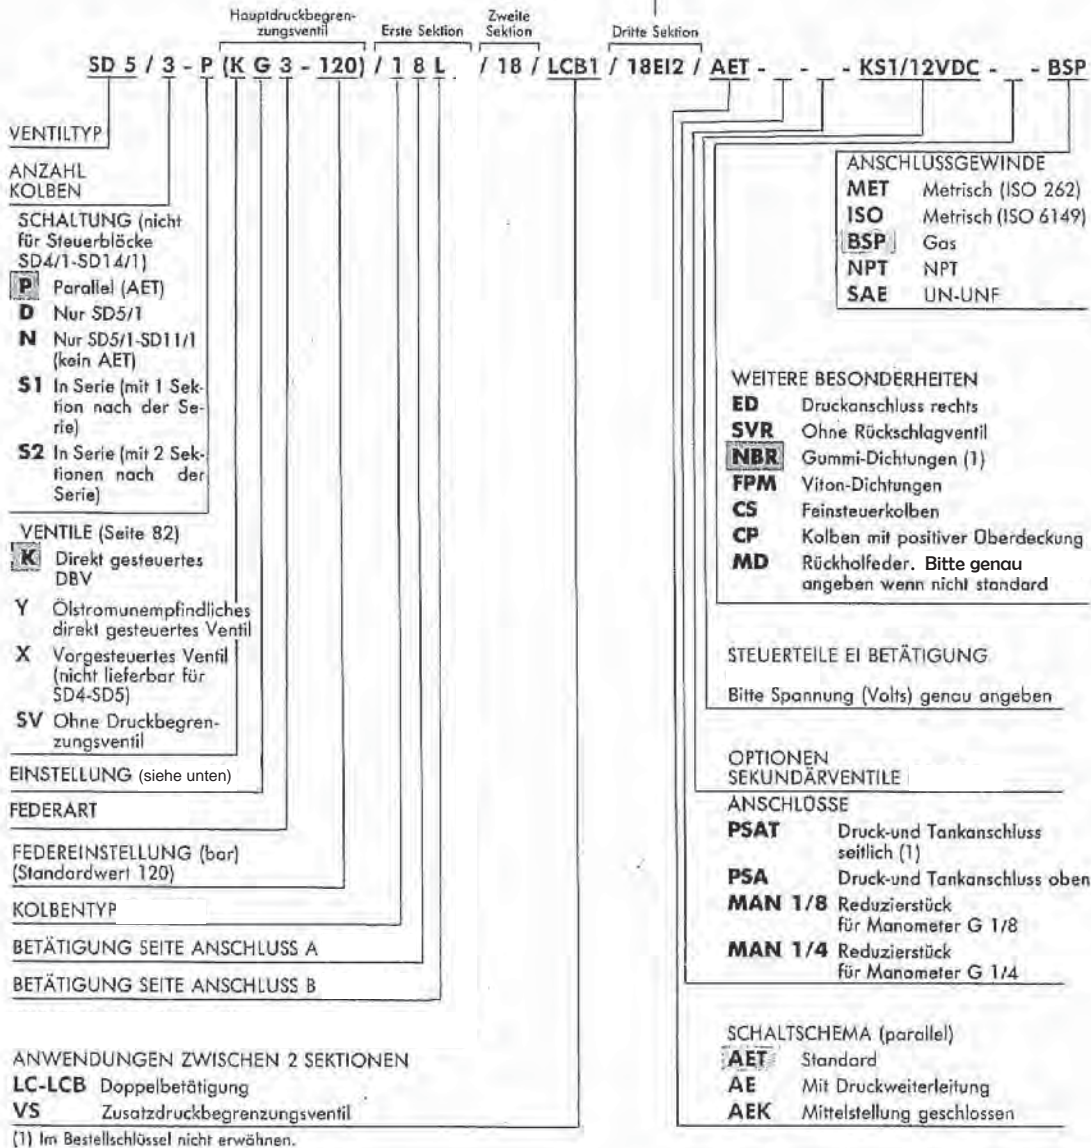 Hauptdruckbegren-
zungsventil
Erste Sektion
Zweite
Sektion
Dritte Sektion
SD 5 / 3 - P (K G 3 - 120) / 1 8 L / 18 / LCB1 / 18EI2 / AET - _ - _ - KS1/12VDC - _ - BSP
VENTILTYP
ANZAHL
KOLBEN
SCHALTUNG (nicht
für Steuerblöcke
SD4/1-SD14/1)
P Parallel (AET)
D Nur SD5/1
N Nur SD5/1-SD11/1
(kein AET)
S1 In Serie (mit 1 Sek-
tion nach der Se-
rie)
S2 In Serie (mit 2 Sek-
tionen nach der
Serie)
VENTILE (Seite 82)
K Direkt gesteuertes
DBV
Y Ölstromunempfindliches
direkt gesteuertes Ventil
X Vorgesteuertes Ventil
(nicht lieferbar für
SD4-SD5)
SV Ohne Druckbegren-
zungsventil
EINSTELLUNG (siehe unten)
FEDERART
FEDEREINSTELLUNG (bar)
(Standardwert 120)
KOLBENTYP
BETÄTIGUNG SEITE ANSCHLUSS A
BETÄTIGUNG SEITE ANSCHLUSS B
ANWENDUNGEN ZWISCHEN 2 SEKTIONEN
LC-LCB Doppelbetätigung
VS Zusatzdruckbegrenzungsventil
(1) Im Bestellschlüssel nicht erwähnen.
ANSCHLUSSGEWINDE
MET Metrisch (ISO 262)
ISO Metrisch (ISO 6149)
BSP Gas
NPT NPT
SAE UN-UNF
WEITERE BESONDERHEITEN
ED Druckanschluss rechts
SVR Ohne Rückschlagventil
NBR Gummi-Dichtungen (1)
FPM Viton-Dichtungen
CS Feinsteuerkolben
CP Kolben mit positiver Überdeckung
MD Rückholfeder. Bitte genau
angeben wenn nicht standard
STEUERTEILE EI BETÄTIGUNG
Bitte Spannung (Volts) genau angeben
OPTIONEN
SEKUNDÄRVENTILE
ANSCHLÜSSE
PSAT Druck-und Tankanschluss
seitlich (1)
PSA Druck-und Tankanschluss oben
MAN 1/8 Reduzierstück
für Manometer G 1/8
MAN 1/4 Reduzierstück
für Manometer G 1/4
SCHALTSCHEMA (parallel)
AET Standard
AE Mit Druckweiterleitung
AEK Mittelstellung geschlossen